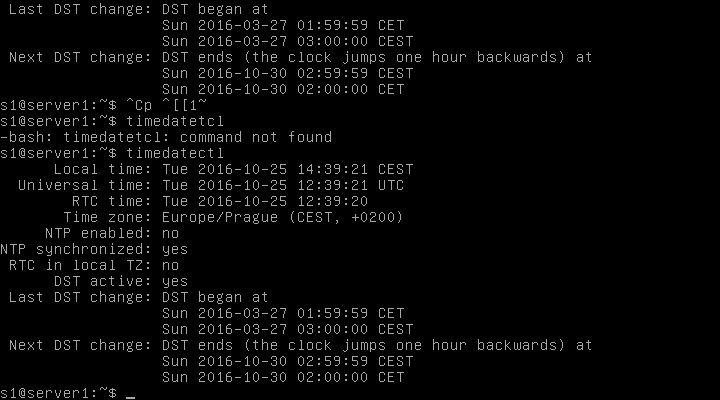 Last DST change: DST began at
                  Sun 2016-03-27 01:59:59 CET
                  Sun 2016-03-27 03:00:00 CEST
 Next DST change: DST ends (the clock jumps one hour backwards) at
                  Sun 2016-10-30 02:59:59 CEST
                  Sun 2016-10-30 02:00:00 CET
s1@server1:~$ ^Cp ^[[1~
s1@server1:~$ timedatetcl
-bash: timedatetcl: command not found
s1@server1:~$ timedatectl
      Local time: Tue 2016-10-25 14:39:21 CEST
  Universal time: Tue 2016-10-25 12:39:21 UTC
        RTC time: Tue 2016-10-25 12:39:20
       Time zone: Europe/Prague (CEST, +0200)
     NTP enabled: no
NTP synchronized: yes
 RTC in local TZ: no
      DST active: yes
 Last DST change: DST began at
                  Sun 2016-03-27 01:59:59 CET
                  Sun 2016-03-27 03:00:00 CEST
 Next DST change: DST ends (the clock jumps one hour backwards) at
                  Sun 2016-10-30 02:59:59 CEST
                  Sun 2016-10-30 02:00:00 CET
s1@server1:~$ _